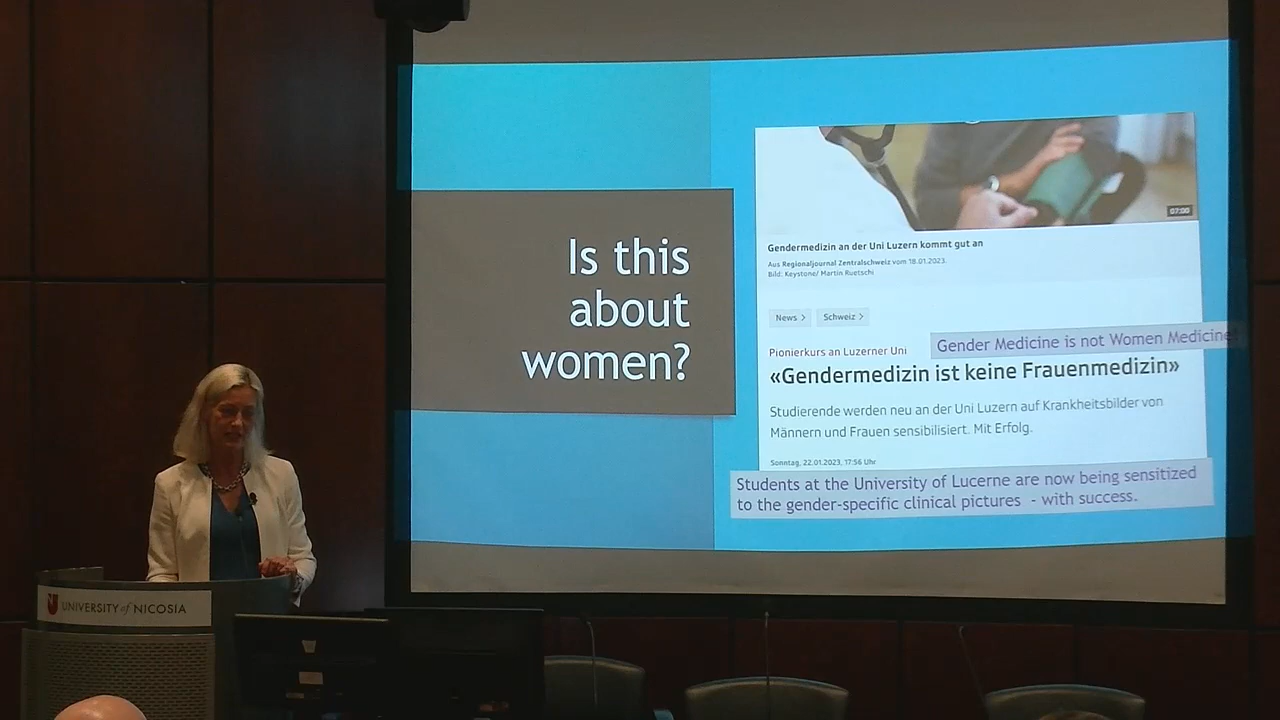 Is this
about
women?
07:00
Gendermedizin an der Uni Luzern kommt gut an
Aus Regionaljournal Zentralschweiz vom 18.01.2023.
Bild: Keystone/ Martin Ruetschi
News > Schweiz >
Gender Medicine is not Women Medicine!
Pionierkurs an Luzerner Uni
«Gendermedizin ist keine Frauenmedizin»
Studierende werden neu an der Uni Luzern auf Krankheitsbilder von
Männern und Frauen sensibilisiert. Mit Erfolg.
Sonntag, 22.01.2023, 17:56 Uhr
Students at the University of Lucerne are now being sensitized
to the gender-specific clinical pictures - with success.
UNIVERSITY of NICOSIA